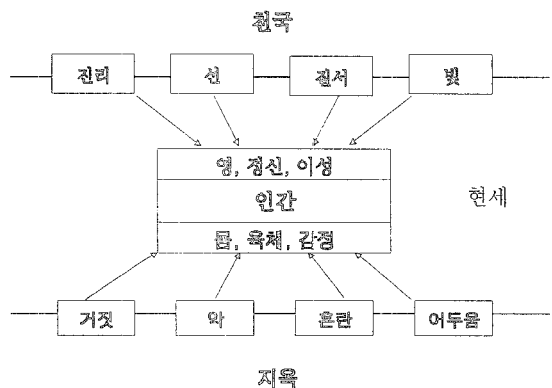 천국
진리 선 질서 빛
영, 정신, 이성
인간
현세
몸, 육체, 감정
거짓 악 혼란 어두움
지옥